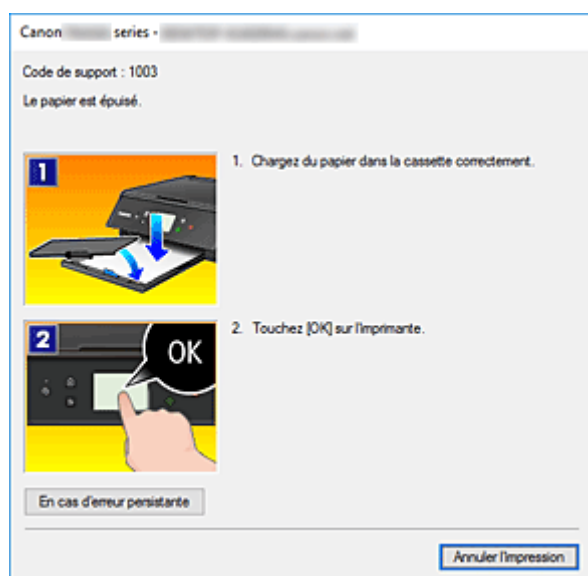 Canon series -
Code de support : 1003
Le papier est épuisé.
1
1. Chargez du papier dans la cassette correctement.
2
OK
2. Touchez [OK] sur l'imprimante.
En cas d'erreur persistante
Annuler l'impression